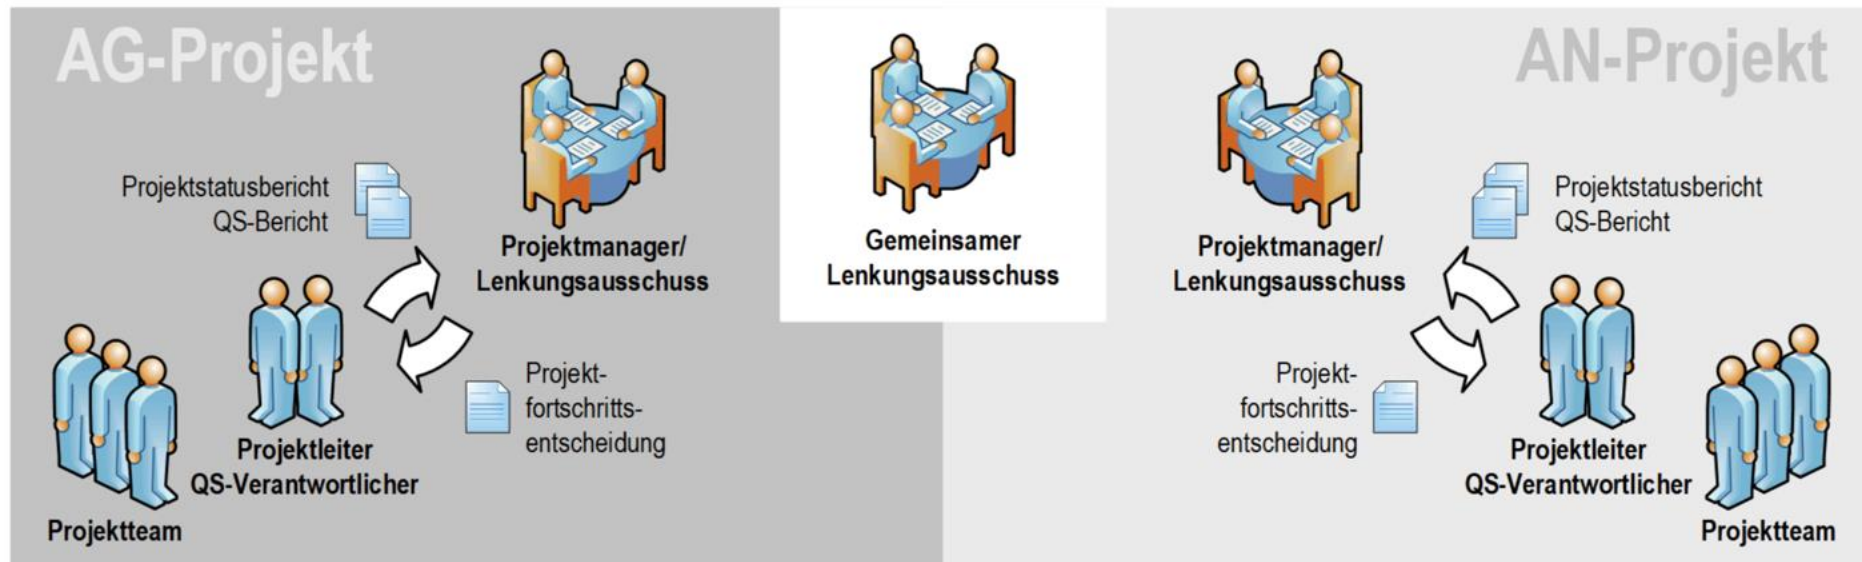 AG-Projekt
Projektstatusbericht
QS-Bericht
Projektmanager/
Lenkungsausschuss
Projekt-
fortschritts-
entscheidung
Projektleiter
QS-Verantwortlicher
Projektteam
Gemeinsamer
Lenkungsausschuss
AN-Projekt
Projektmanager/
Lenkungsausschuss
Projektstatusbericht
QS-Bericht
Projekt-
fortschritts-
entscheidung
Projektleiter
QS-Verantwortlicher
Projektteam